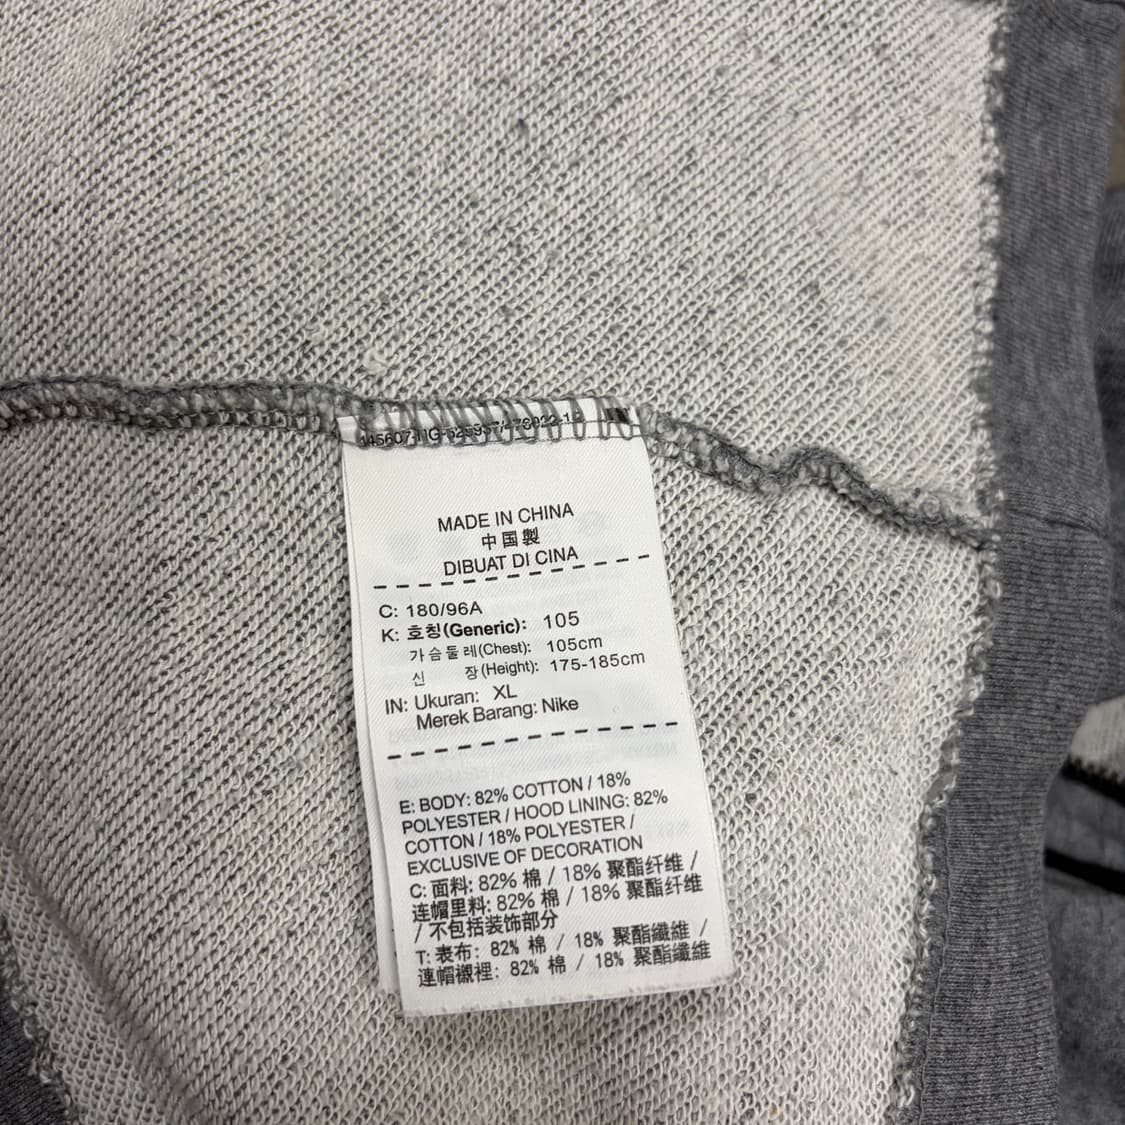 MADE IN CHINA
中国製
DIBUAT DI CINA
C: 180/96A
K: 호칭(Generic): 105
가슴둘레(Chest): 105cm
신 장(Height): 175-185cm
IN: Ukuran: XL
Merek Barang: Nike
E: BODY: 82% COTTON / 18%
POLYESTER / HOOD LINING: 82%
COTTON / 18% POLYESTER /
EXCLUSIVE OF DECORATION
C: 面料: 82% 棉 / 18% 聚酯纤维 /
连帽里料: 82% 棉 / 18% 聚酯纤维
/ 不包括装饰部分
T: 表布: 82% 棉 / 18% 聚酯纖維 /
連帽襯裡: 82% 棉 / 18% 聚酯纖維